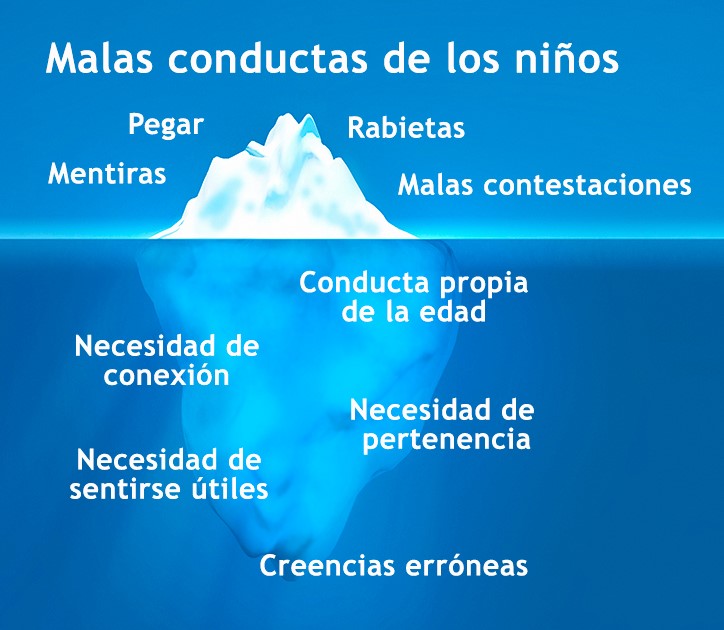 Malas conductas de los niños
Pegar
Rabietas
Mentiras
Malas contestaciones
Conducta propia
de la edad
Necesidad de
conexión
Necesidad de
pertenencia
Necesidad de
sentirse útiles
Creencias erróneas